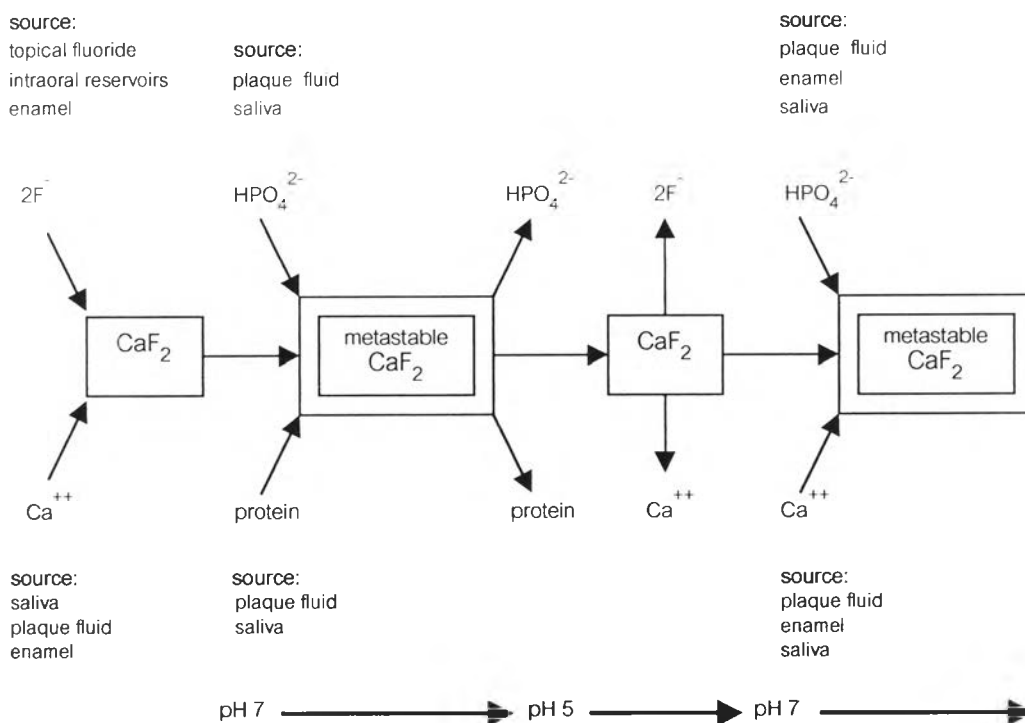 source:
topical fluoride
intraoral reservoirs
enamel
source:
plaque fluid
saliva
source:
plaque fluid
enamel
saliva
2F⁻
HPO₄²⁻
HPO₄²⁻
2F⁻
HPO₄²⁻
CaF₂
metastable
CaF₂
CaF₂
metastable
CaF₂
Ca⁺⁺
protein
protein
Ca⁺⁺
Ca⁺⁺
source:
saliva
plaque fluid
enamel
source:
plaque fluid
saliva
source:
plaque fluid
enamel
saliva
pH 7
pH 5
pH 7